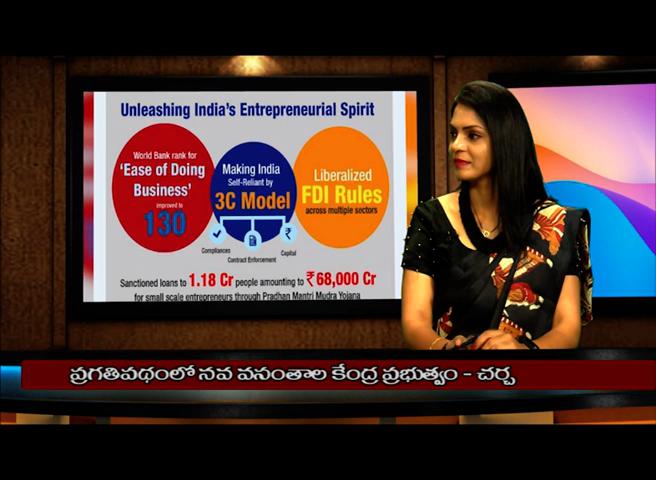 Unleashing India's Entrepreneurial Spirit
World Bank rank for
'Ease of Doing
Business'
improved to
130
Making India
Self-Reliant by
3C Model
Compliances
Contract Enforcement
Capital
Liberalized
FDI Rules
across multiple sectors
Sanctioned loans to 1.18 Cr people amounting to ₹68,000 Cr
for small scale entrepreneurs through Pradhan Mantri Mudra Yojana
ప్రగతిపథంలో నవ వసంతాల కేంద్ర ప్రభుత్వం - చర్చ